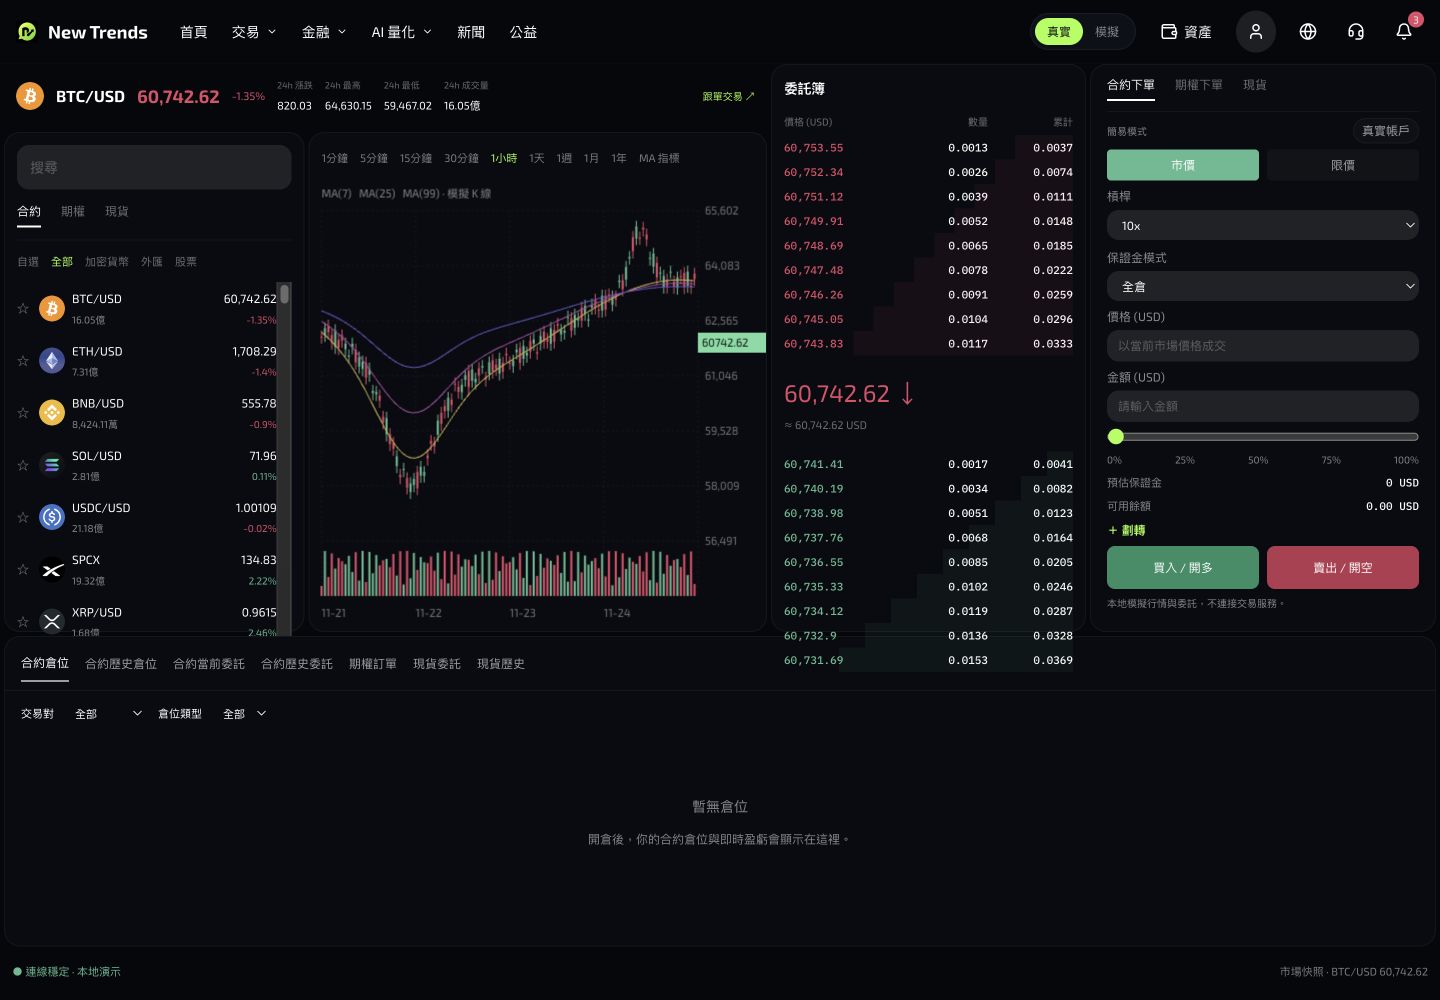 New Trends 首頁 交易 金融 AI 量化 新聞 公益 真實 模擬 資產 3
BTC/USD 60,742.62 -1.35%
24h 漲跌 24h 最高 24h 最低 24h 成交量
820.03 64,630.15 59,467.02 16.05億
跟單交易 ↗
搜尋
合約 期權 現貨
自選 全部 加密貨幣 外匯 股票
BTC/USD 60,742.62
16.05億 -1.35%
ETH/USD 1,708.29
7.31億 -1.4%
BNB/USD 555.78
8,424.11萬 -0.9%
SOL/USD 71.96
2.81億 0.11%
USDC/USD 1.00109
21.18億 -0.02%
SPCX 134.83
19.32億 2.22%
XRP/USD 0.9615
1.68億 2.46%
1分鐘 5分鐘 15分鐘 30分鐘 1小時 1天 1週 1月 1年 MA 指標
MA(7) MA(25) MA(99) · 模擬 K 線
65,602
64,083
62,565
60742.62
61,046
59,528
58,009
56,491
11-21 11-22 11-23 11-24
委託簿
價格 (USD) 數量 累計
60,753.55 0.0013 0.0037
60,752.34 0.0026 0.0074
60,751.12 0.0039 0.0111
60,749.91 0.0052 0.0148
60,748.69 0.0065 0.0185
60,747.48 0.0078 0.0222
60,746.26 0.0091 0.0259
60,745.05 0.0104 0.0296
60,743.83 0.0117 0.0333
60,742.62 ↓
≈ 60,742.62 USD
60,741.41 0.0017 0.0041
60,740.19 0.0034 0.0082
60,738.98 0.0051 0.0123
60,737.76 0.0068 0.0164
60,736.55 0.0085 0.0205
60,735.33 0.0102 0.0246
60,734.12 0.0119 0.0287
60,732.9 0.0136 0.0328
60,731.69 0.0153 0.0369
合約下單 期權下單 現貨
簡易模式 真實帳戶
市價 限價
槓桿
10x
保證金模式
全倉
價格 (USD)
以當前市場價格成交
金額 (USD)
請輸入金額
0% 25% 50% 75% 100%
預估保證金 0 USD
可用餘額 0.00 USD
+ 劃轉
買入 / 開多 賣出 / 開空
本地模擬行情與委託，不連接交易服務。
合約倉位 合約歷史倉位 合約當前委託 合約歷史委託 期權訂單 現貨委託 現貨歷史
交易對 全部 倉位類型 全部
暫無倉位
開倉後，你的合約倉位與即時盈虧會顯示在這裡。
連線穩定 · 本地演示
市場快照 · BTC/USD 60,742.62